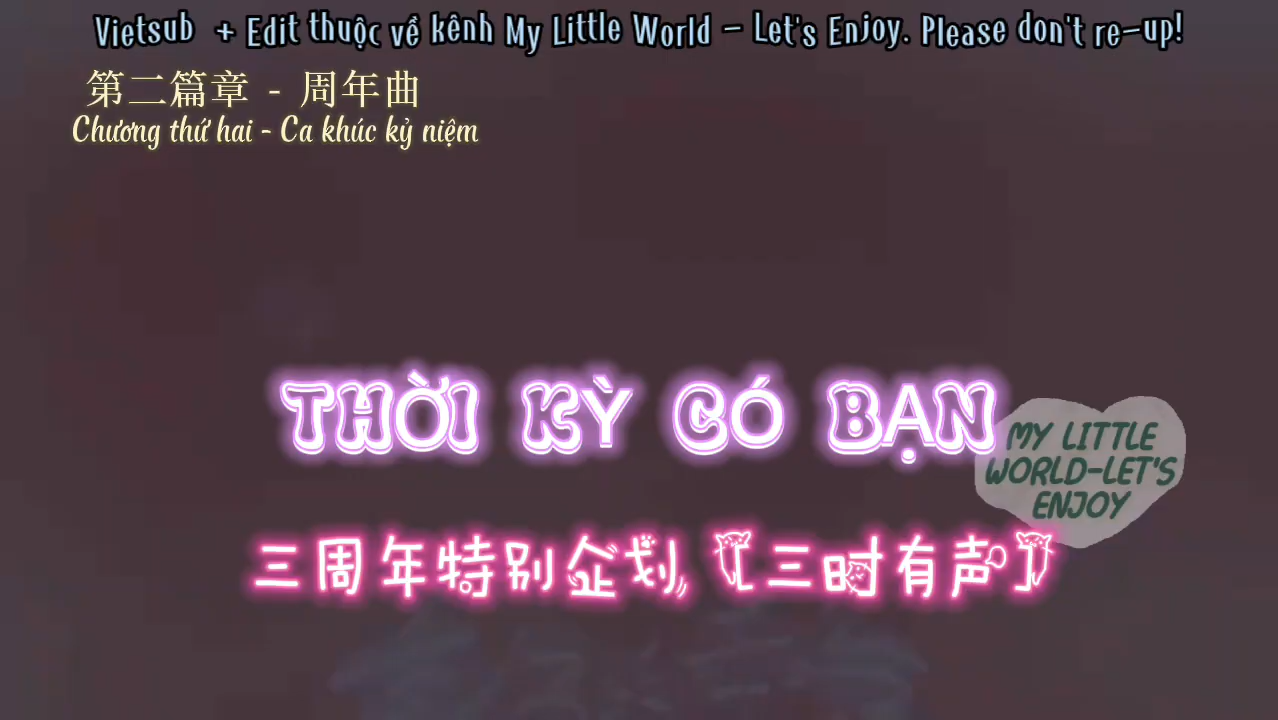 Vietsub + Edit thuộc về kênh My Little World - Let's Enjoy. Please don't re-up!
第二篇章 - 周年曲
Chương thứ hai - Ca khúc kỷ niệm
THỜI KỲ CÓ BẠN
MY LITTLE
WORLD-LET'S
ENJOY
三周年特别企划【三时有声】